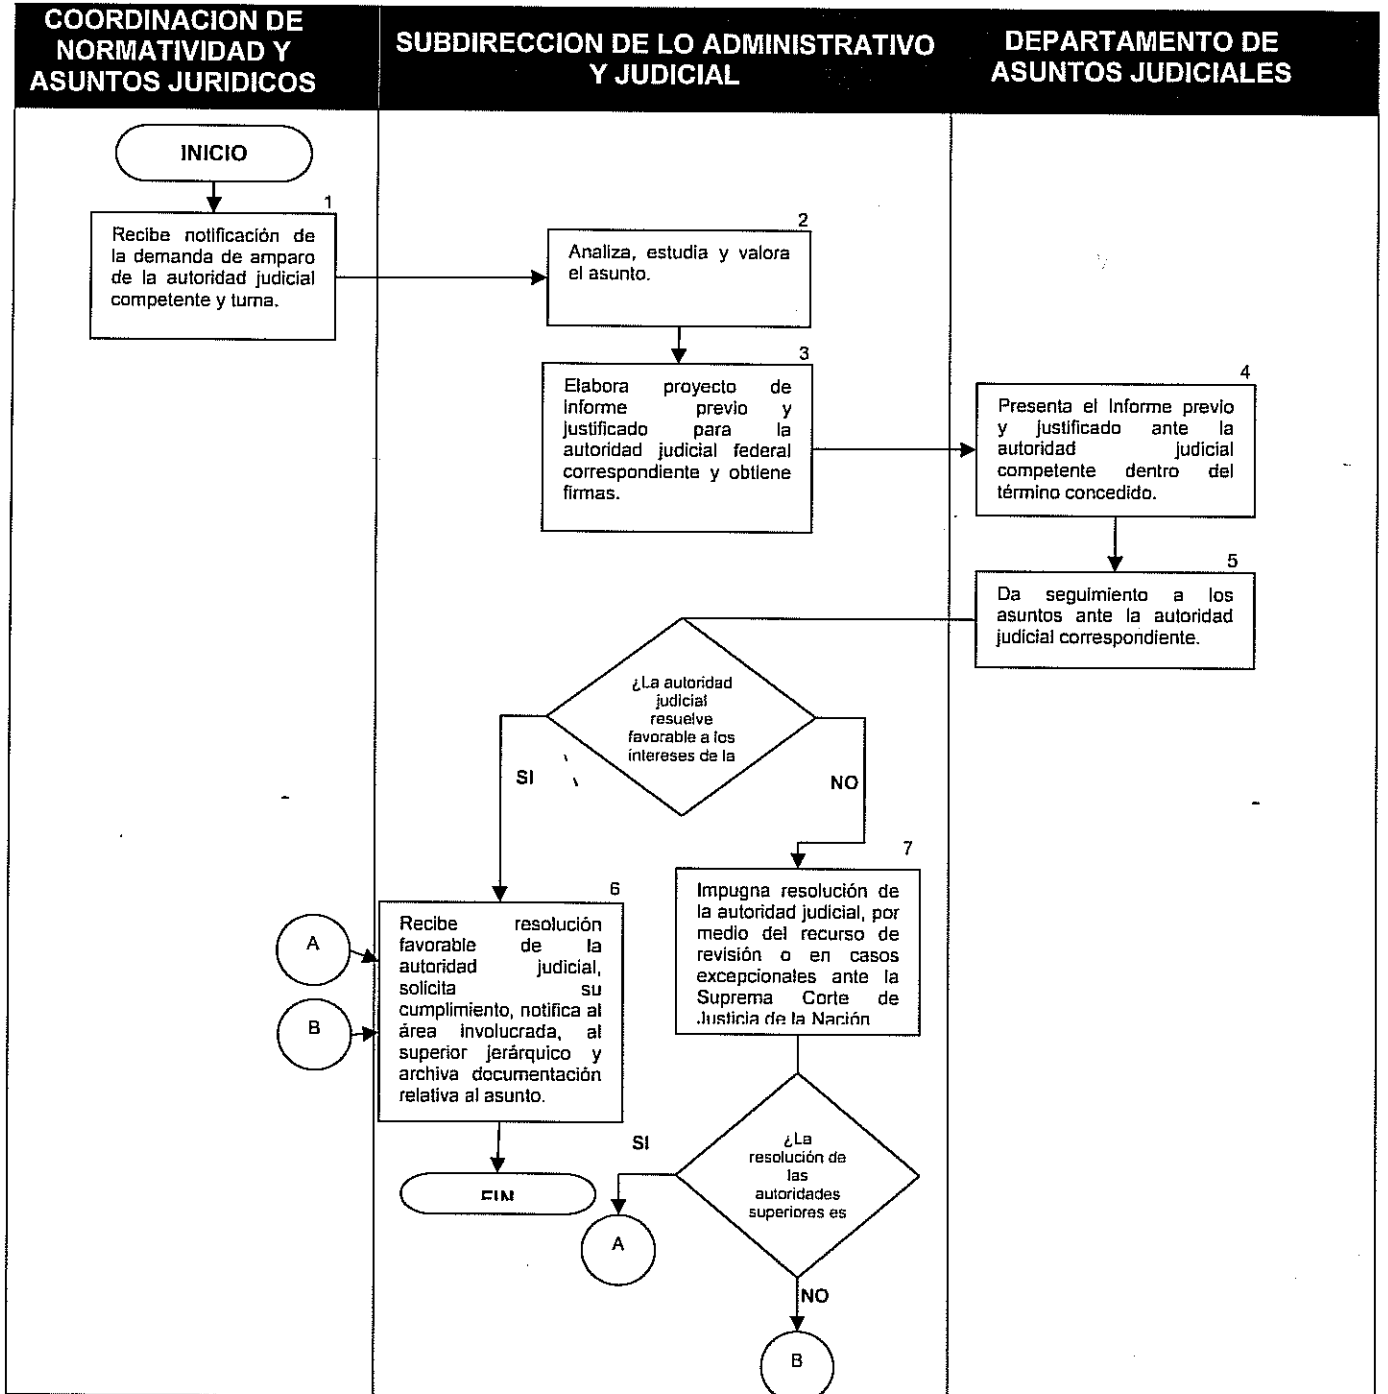 COORDINACION DE
NORMATIVIDAD Y
ASUNTOS JURIDICOS
SUBDIRECCION DE LO ADMINISTRATIVO
Y JUDICIAL
DEPARTAMENTO DE
ASUNTOS JUDICIALES
INICIO
1
Recibe notificación de
la demanda de amparo
de la autoridad judicial
competente y turna.
2
Analiza, estudia y valora
el asunto.
3
Elabora proyecto de
Informe previo y
justificado para la
autoridad judicial federal
correspondiente y obtiene
firmas.
4
Presenta el Informe previo
y justificado ante la
autoridad judicial
competente dentro del
término concedido.
5
Da seguimiento a los
asuntos ante la autoridad
judicial correspondiente.
¿La autoridad
judicial
resuelve
favorable a los
intereses de la
SI
NO
6
Recibe resolución
favorable de la
autoridad judicial,
solicita su
cumplimiento, notifica al
área involucrada, al
superior jerárquico y
archiva documentación
relativa al asunto.
A
B
7
Impugna resolución de
la autoridad judicial, por
medio del recurso de
revisión o en casos
excepcionales ante la
Suprema Corte de
Justicia de la Nación
FIN
¿La
resolución de
las
autoridades
superiores es
SI
A
NO
B